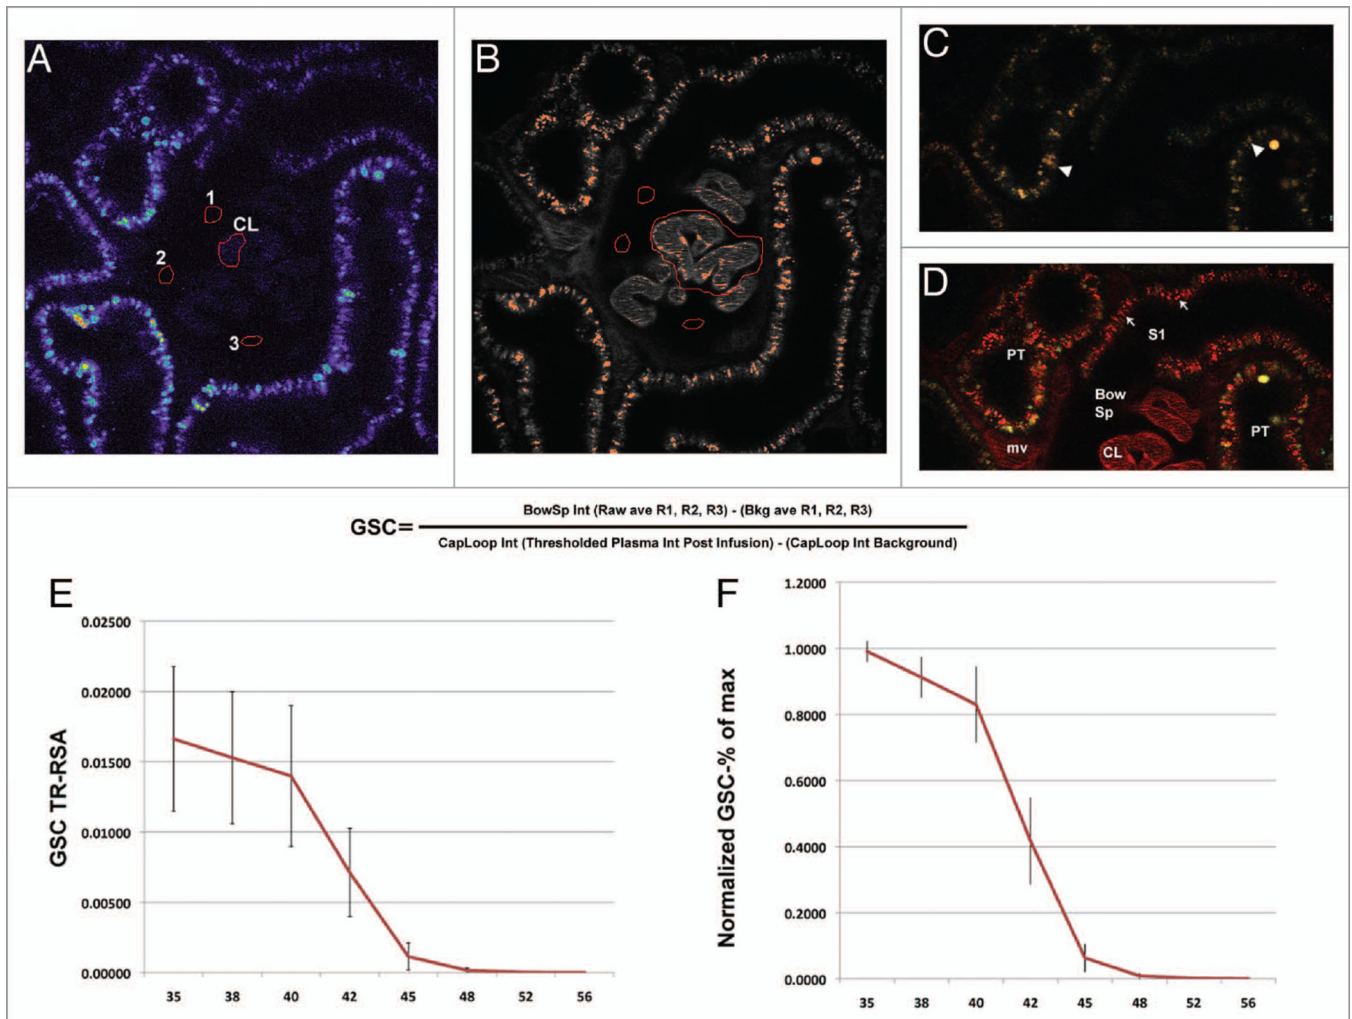 A
1
CL
2
3
B
C
D
S1
PT
Bow
Sp
PT
mv
CL
GSC=
BowSp Int (Raw ave R1, R2, R3) - (Bkg ave R1, R2, R3)
CapLoop Int (Thresholded Plasma Int Post Infusion) - (CapLoop Int Background)
E
GSC TR-RSA
0.02500
0.02000
0.01500
0.01000
0.00500
0.00000
35 38 40 42 45 48 52 56
F
Normalized GSC-% of max
1.2000
1.0000
0.8000
0.6000
0.4000
0.2000
0.0000
35 38 40 42 45 48 52 56